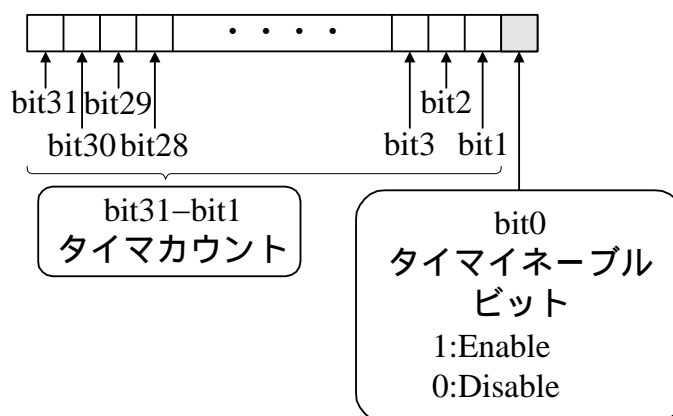 ・・・・
bit31 bit29 bit2
bit30 bit28 bit3 bit1
bit31–bit1
タイマカウント
bit0
タイマイネーブル
ビット
1:Enable
0:Disable